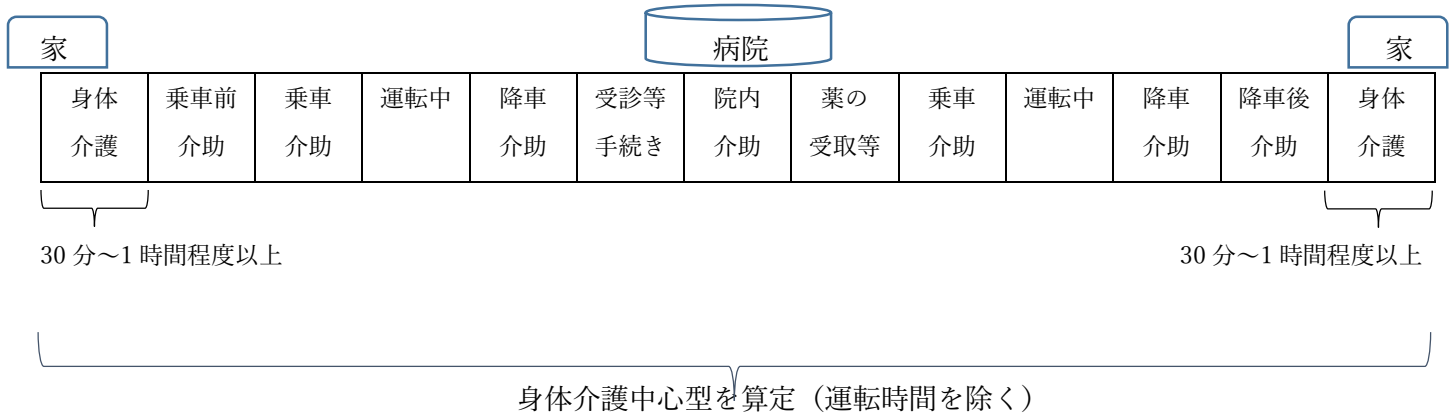 家
病院
家
身体
介護
乗車前
介助
乗車
介助
運転中
降車
介助
受診等
手続き
院内
介助
薬の
受取等
乗車
介助
運転中
降車
介助
降車後
介助
身体
介護
30 分～1 時間程度以上
30 分～1 時間程度以上
身体介護中心型を算定（運転時間を除く）